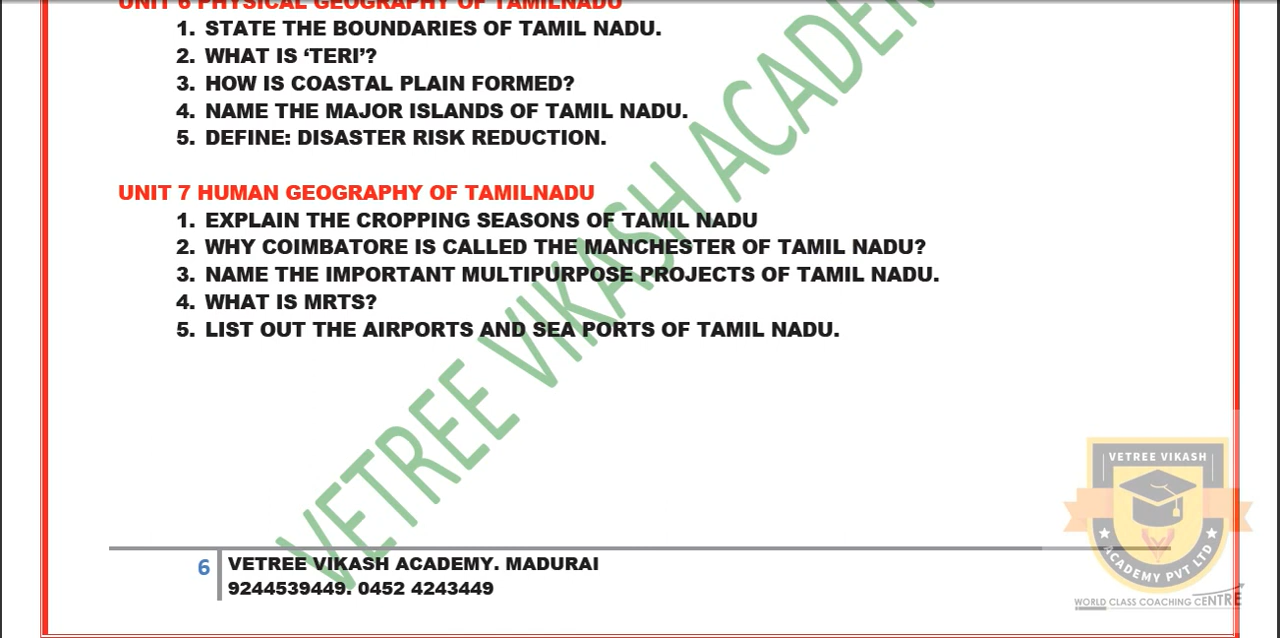 UNIT 6 PHYSICAL GEOGRAPHY OF TAMILNADU
1. STATE THE BOUNDARIES OF TAMIL NADU.
2. WHAT IS ‘TERI’?
3. HOW IS COASTAL PLAIN FORMED?
4. NAME THE MAJOR ISLANDS OF TAMIL NADU.
5. DEFINE: DISASTER RISK REDUCTION.
UNIT 7 HUMAN GEOGRAPHY OF TAMILNADU
1. EXPLAIN THE CROPPING SEASONS OF TAMIL NADU
2. WHY COIMBATORE IS CALLED THE MANCHESTER OF TAMIL NADU?
3. NAME THE IMPORTANT MULTIPURPOSE PROJECTS OF TAMIL NADU.
4. WHAT IS MRTS?
5. LIST OUT THE AIRPORTS AND SEA PORTS OF TAMIL NADU.
VETREE VIKASH ACADEM
VETREE VIKASH
ACADEMY PVT LTD
WORLD CLASS COACHING CENTRE
6 VETREE VIKASH ACADEMY. MADURAI
9244539449. 0452 4243449